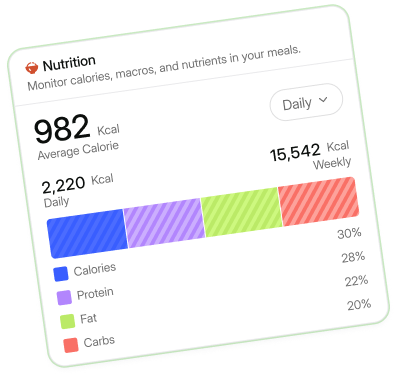 Nutrition
Monitor calories, macros, and nutrients in your meals.
982 Kcal
Average Calorie
Daily
2,220 Kcal
Daily
15,542 Kcal
Weekly
Calories 30%
Protein 28%
Fat 22%
Carbs 20%